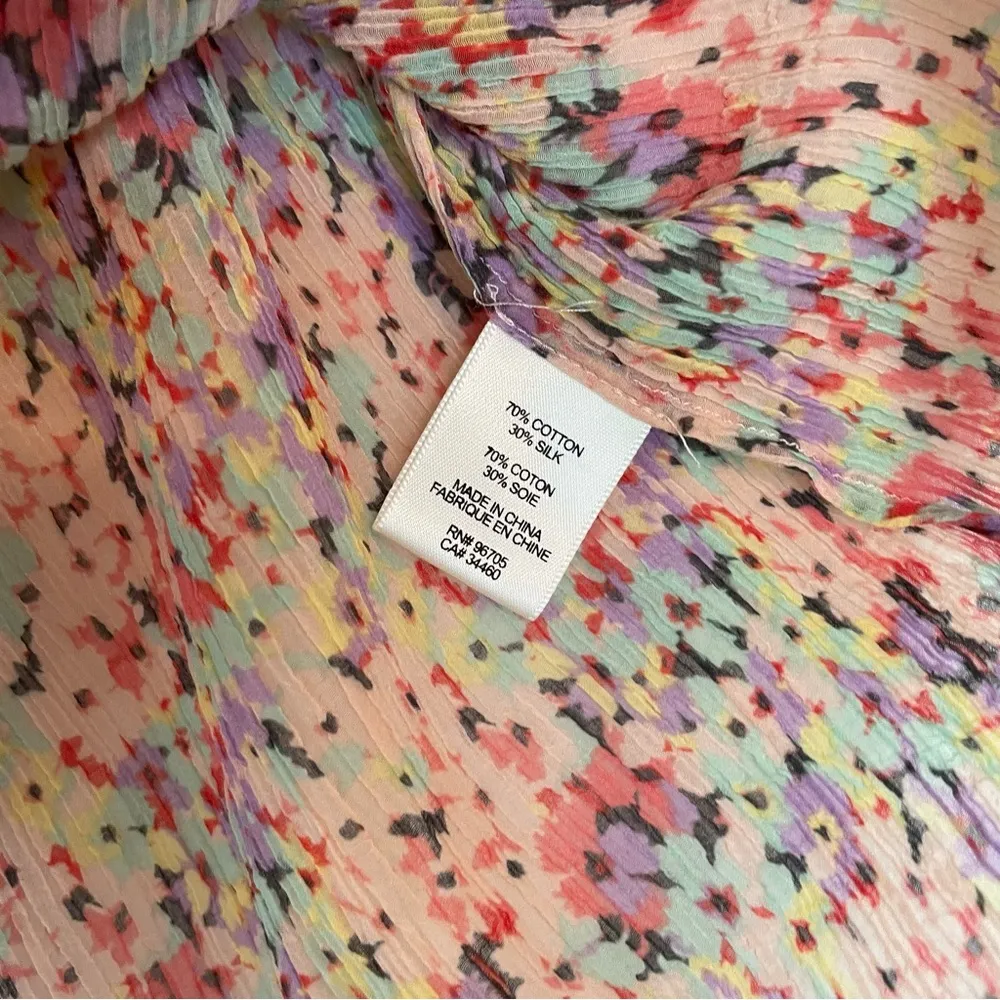 70% COTTON
30% SILK
70% COTON
30% SOIE
MADE IN CHINA
FABRIQUE EN CHINE
RN# 96705
CA# 34460